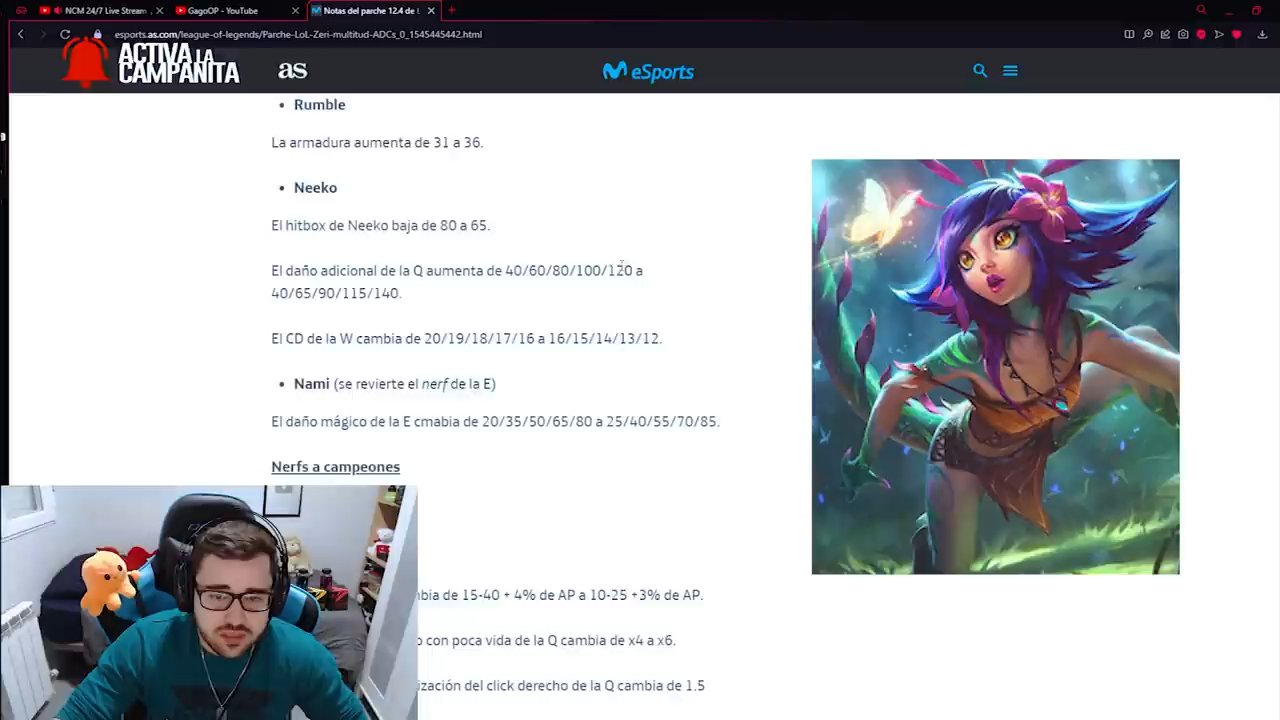 NCM 24/7 Live Stream
GagoOP - YouTube
Notas del parche 12.4 de
esports.as.com/league-of-legends/Parche-LoL-Zeri-multitud-ADCs_0_1545445442.html
ACTIVA LA
CAMPANITA
as
eSports
• Rumble
La armadura aumenta de 31 a 36.
• Neeko
El hitbox de Neeko baja de 80 a 65.
El daño adicional de la Q aumenta de 40/60/80/100/120 a
40/65/90/115/140.
El CD de la W cambia de 20/19/18/17/16 a 16/15/14/13/12.
• Nami (se revierte el nerf de la E)
El daño mágico de la E cmabia de 20/35/50/65/80 a 25/40/55/70/85.
Nerfs a campeones
bia de 15-40 + 4% de AP a 10-25 +3% de AP.
o con poca vida de la Q cambia de x4 a x6.
ización del click derecho de la Q cambia de 1.5